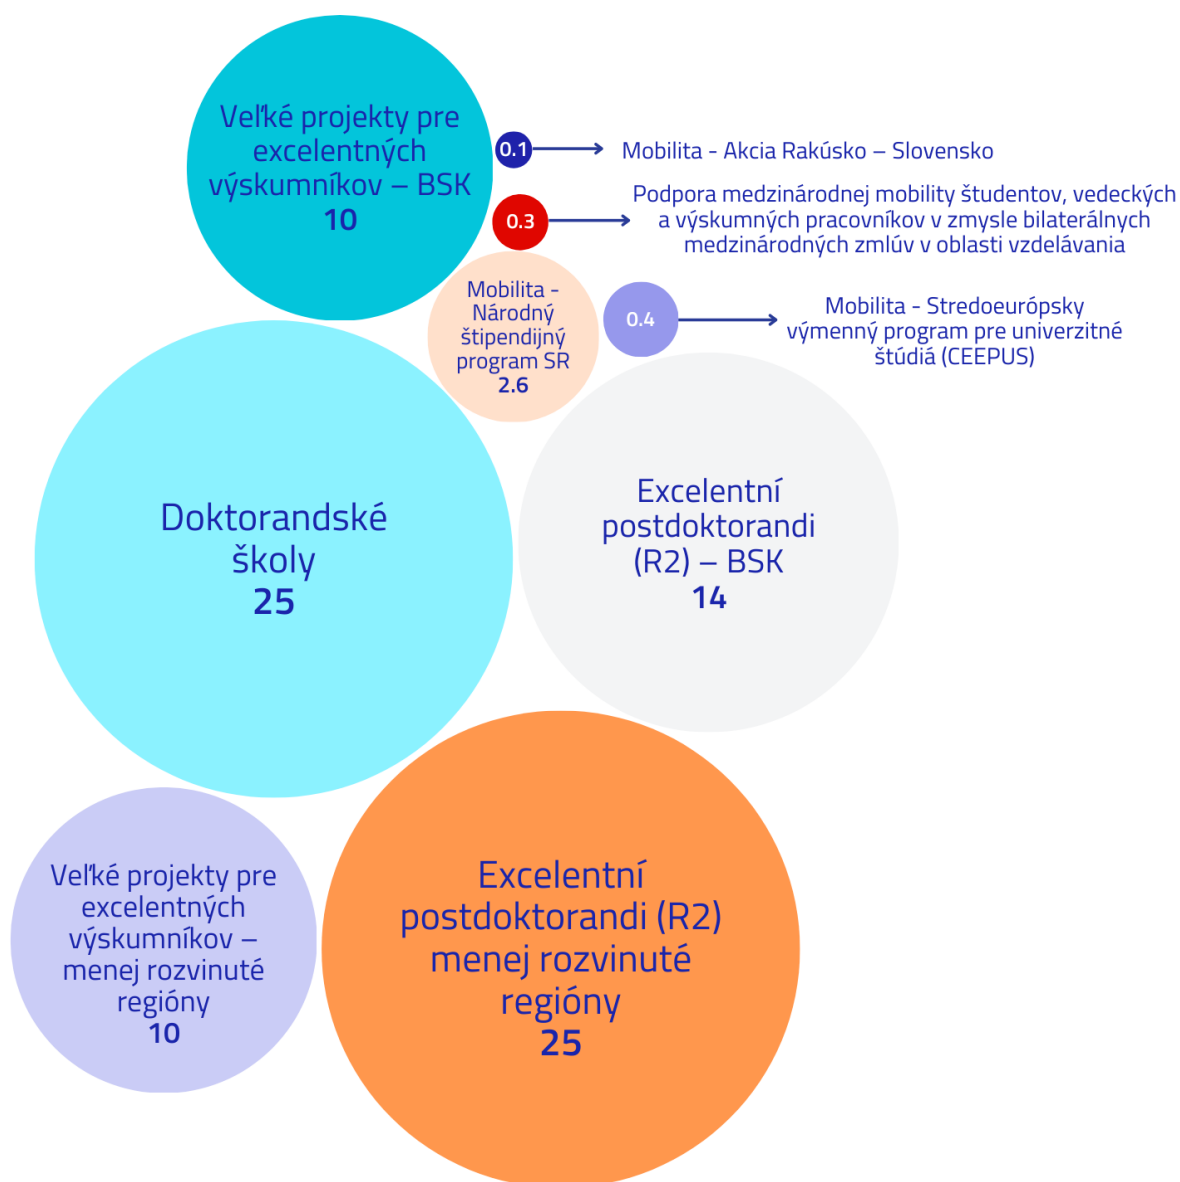 Veľké projekty pre
excelentných
výskumníkov – BSK
10
0.1
Mobilita - Akcia Rakúsko – Slovensko
0.3
Podpora medzinárodnej mobility študentov, vedeckých
a výskumných pracovníkov v zmysle bilaterálnych
medzinárodných zmlúv v oblasti vzdelávania
Mobilita -
Národný
štipendijný
program SR
2.6
0.4
Mobilita - Stredoeurópsky
výmenný program pre univerzitné
štúdiá (CEEPUS)
Doktorandské
školy
25
Excelentní
postdoktorandi
(R2) – BSK
14
Veľké projekty pre
excelentných
výskumníkov –
menej rozvinuté
regióny
10
Excelentní
postdoktorandi (R2)
menej rozvinuté
regióny
25